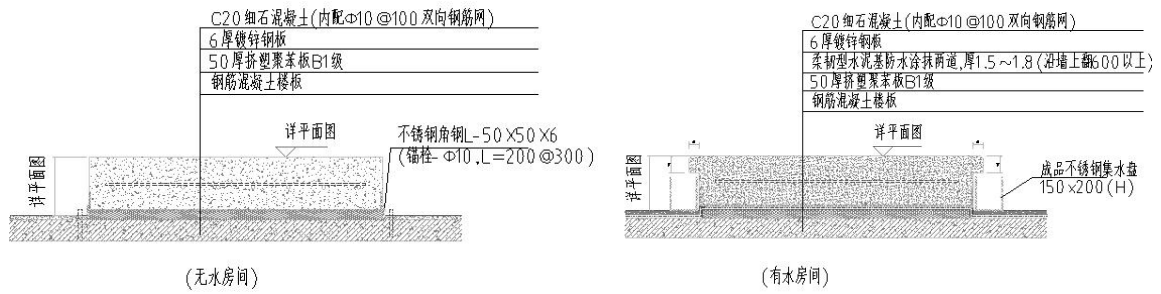 C20细石混凝土(内配Φ10@100双向钢筋网)
6厚镀锌钢板
50厚挤塑聚苯板B1级
钢筋混凝土楼板
详平面图
详平面图
不锈钢角钢L-50X50X6
(锚栓-Φ10,L=200@300)
(无水房间)
C20细石混凝土(内配Φ10@100双向钢筋网)
6厚镀锌钢板
柔韧型水泥基防水涂抹两道,厚1.5~1.8(沿墙上翻600以上)
50厚挤塑聚苯板B1级
钢筋混凝土楼板
详平面图
详平面图
成品不锈钢集水盘
150x200(H)
(有水房间)